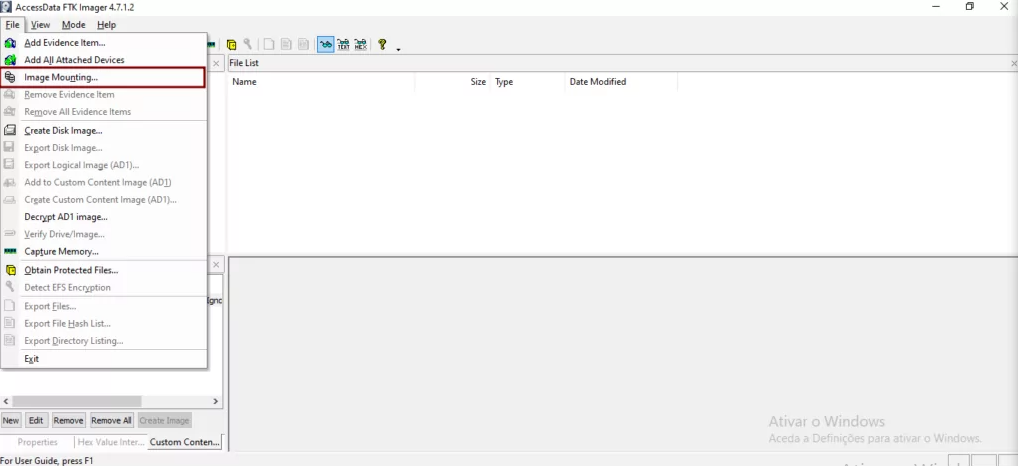 AccessData FTK Imager 4.7.1.2
File View Mode Help
Add Evidence Item...
Add All Attached Devices
Image Mounting...
Remove Evidence Item
Remove All Evidence Items
Create Disk Image...
Export Disk Image...
Export Logical Image (AD1)...
Add to Custom Content Image (AD1)
Create Custom Content Image (AD1)...
Decrypt AD1 image...
Verify Drive/Image...
Capture Memory...
Obtain Protected Files...
Detect EFS Encryption
Export Files...
Export File Hash List...
Export Directory Listing...
Exit
TEXT HEX
File List
Name Size Type Date Modified
New Edit Remove Remove All Create Image
Properties Hex Value Inter... Custom Conten...
For User Guide, press F1
Ativar o Windows
Aceda a Definições para ativar o Windows.